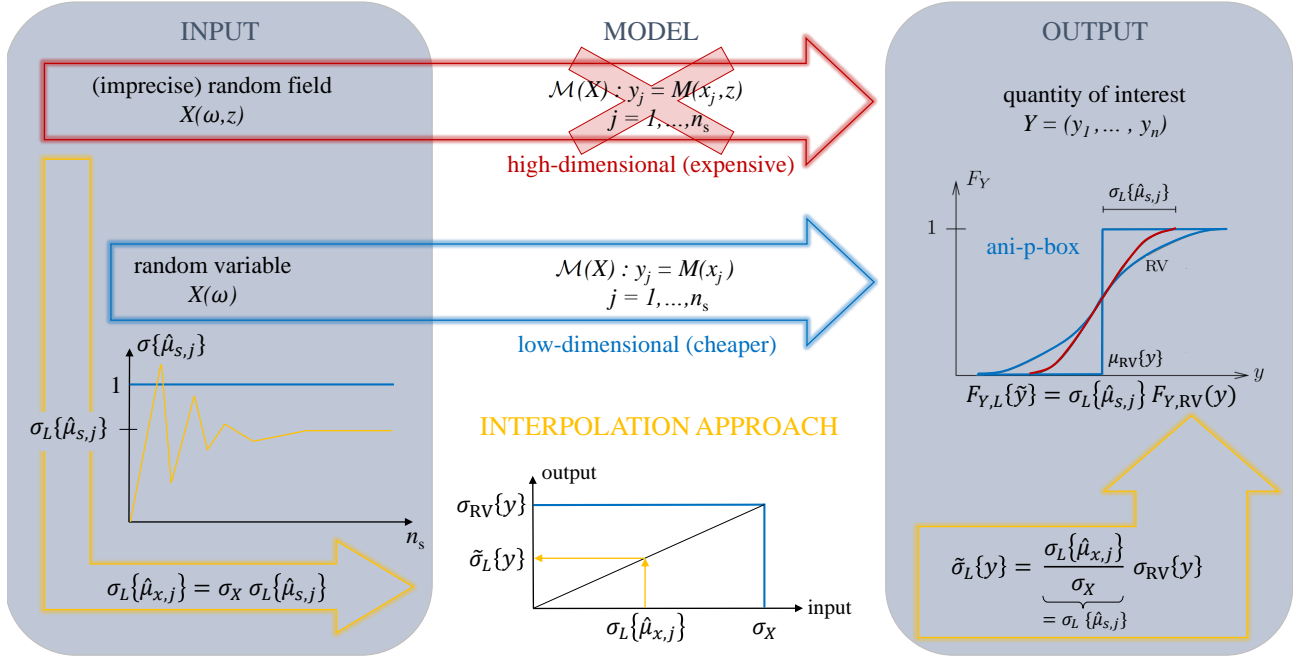 INPUT
MODEL
OUTPUT
(imprecise) random field
X(ω,z)
ℳ(X) : y_j = M(x_j,z)
j = 1,...,n_s
high-dimensional (expensive)
quantity of interest
Y = (y_1,... , y_n)
random variable
X(ω)
ℳ(X) : y_j = M(x_j)
j = 1,...,n_s
low-dimensional (cheaper)
F_Y
σ_L{μ̂_{s,j}}
1
ani-p-box
RV
μ_RV{y}
y
F_{Y,L}{ỹ} = σ_L{μ̂_{s,j}} F_{Y,RV}(y)
σ{μ̂_{s,j}}
1
σ_L{μ̂_{s,j}}
n_s
σ_L{μ̂_{x,j}} = σ_X σ_L{μ̂_{s,j}}
INTERPOLATION APPROACH
output
σ_RV{y}
σ̃_L{y}
input
σ_L{μ̂_{x,j}}
σ_X
σ̃_L{y} = σ_L{μ̂_{x,j}} / σ_X σ_RV{y}
= σ_L {μ̂_{s,j}}